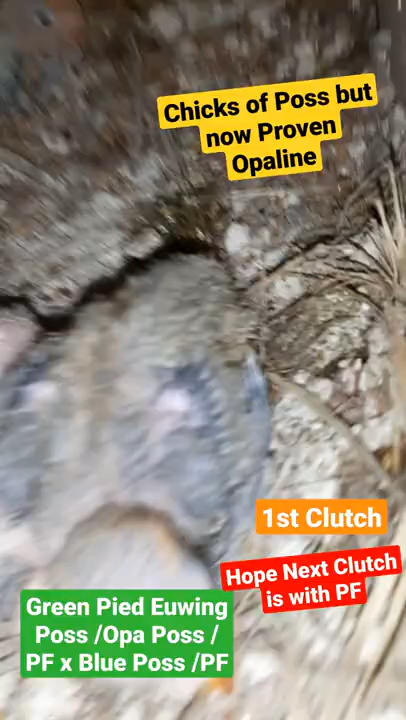 Chicks of Poss but
now Proven
Opaline
1st Clutch
Hope Next Clutch
is with PF
Green Pied Euwing
Poss /Opa Poss /
PF x Blue Poss /PF